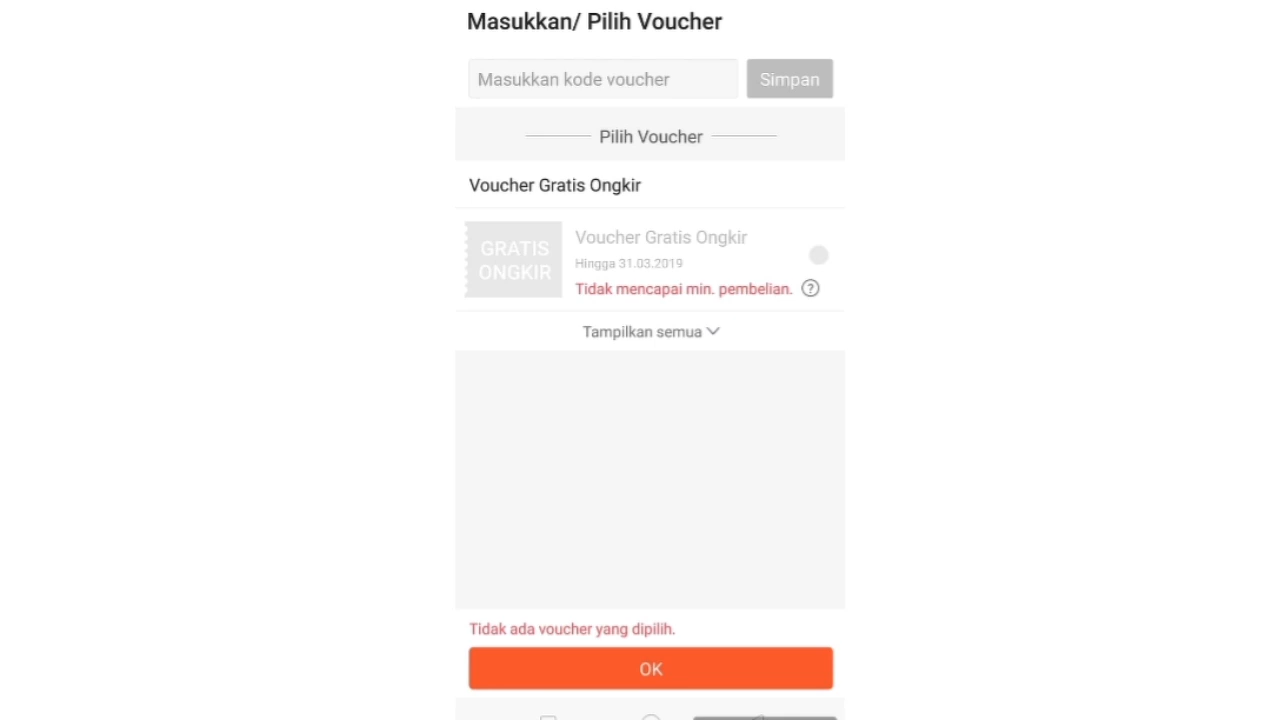 Masukkan/ Pilih Voucher
Masukkan kode voucher
Simpan
Pilih Voucher
Voucher Gratis Ongkir
GRATIS
ONGKIR
Voucher Gratis Ongkir
Hingga 31.03.2019
Tidak mencapai min. pembelian. ?
Tampilkan semua
Tidak ada voucher yang dipilih.
OK